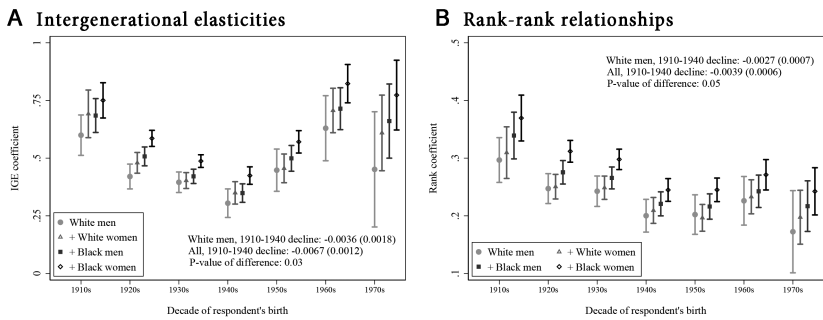 A Intergenerational elasticities
IGE coefficient
1
.75
.5
.25
0
White men
+ White women
+ Black men
+ Black women
White men, 1910-1940 decline: -0.0036 (0.0018)
All, 1910-1940 decline: -0.0067 (0.0012)
P-value of difference: 0.03
1910s 1920s 1930s 1940s 1950s 1960s 1970s
Decade of respondent's birth
B Rank-rank relationships
Rank coefficient
.5
.4
.3
.2
.1
White men, 1910-1940 decline: -0.0027 (0.0007)
All, 1910-1940 decline: -0.0039 (0.0006)
P-value of difference: 0.05
White men + White women
+ Black men + Black women
1910s 1920s 1930s 1940s 1950s 1960s 1970s
Decade of respondent's birth